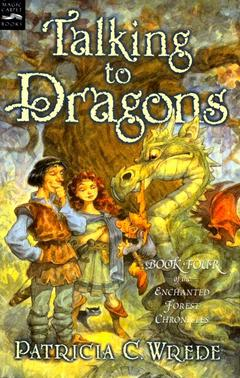 MAGIC
CARPET
BOOKS
Talking
to
Dragons
BOOK FOUR
of the
ENCHANTED
FOREST
CHRONICLES
PATRICIA C. WREDE